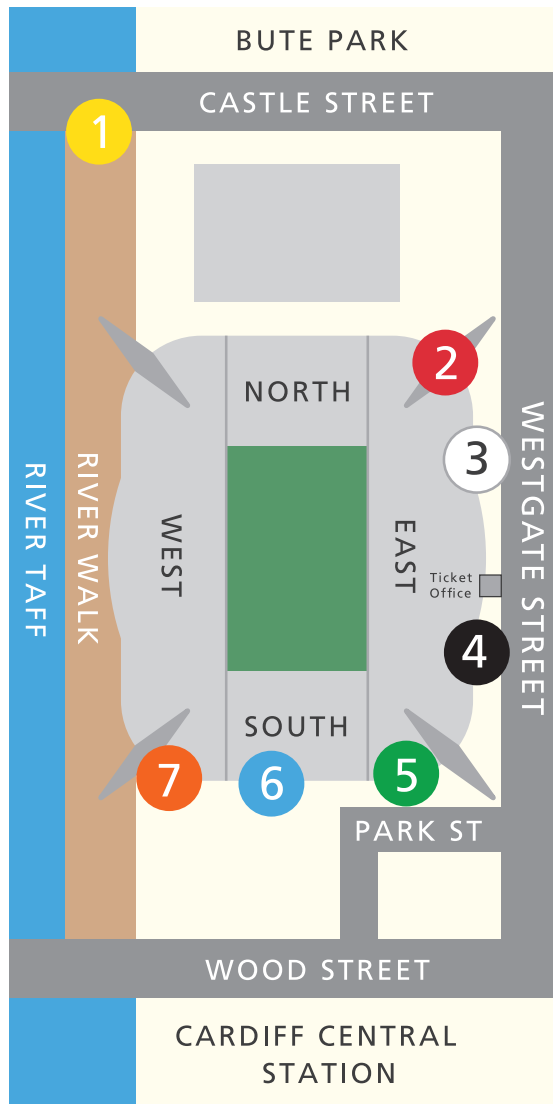 BUTE PARK
CASTLE STREET
1
2
NORTH
3
WESTGATE STREET
RIVER TAFF
RIVER WALK
WEST
EAST
Ticket
Office
4
SOUTH
7
6
5
PARK ST
WOOD STREET
CARDIFF CENTRAL
STATION